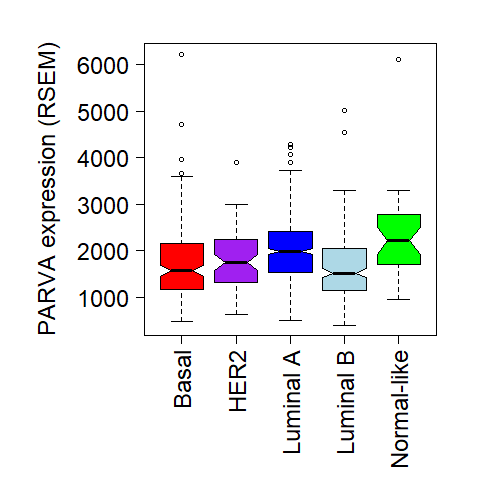 PARVA expression (RSEM)
6000
5000
4000
3000
2000
1000
Basal
HER2
Luminal A
Luminal B
Normal-like